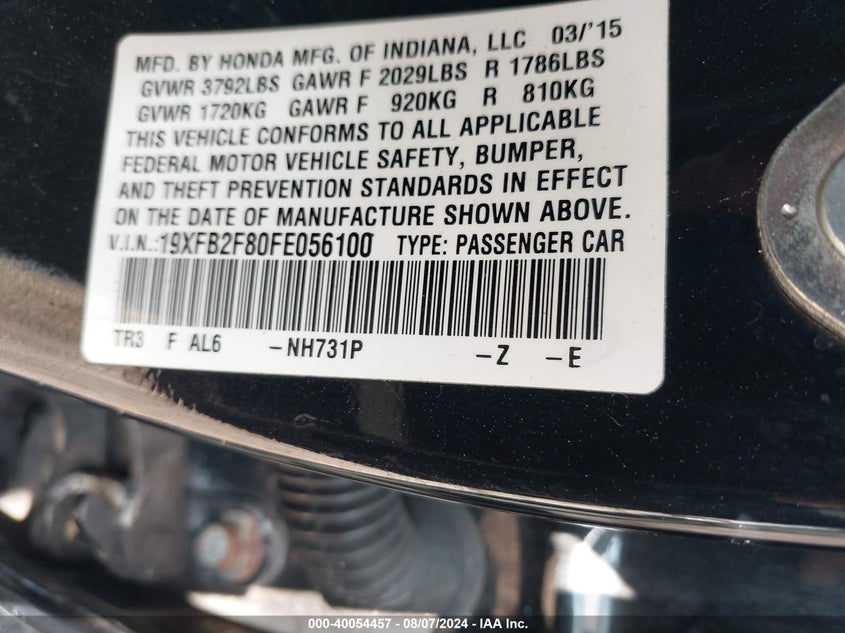 MFD. BY HONDA MFG. OF INDIANA, LLC 03/'15
GVWR 3792LBS GAWR F 2029LBS R 1786LBS
GVWR 1720KG GAWR F 920KG R 810KG
THIS VEHICLE CONFORMS TO ALL APPLICABLE
FEDERAL MOTOR VEHICLE SAFETY, BUMPER,
AND THEFT PREVENTION STANDARDS IN EFFECT
ON THE DATE OF MANUFACTURE SHOWN ABOVE.
V.I.N.:19XFB2F80FE056100 TYPE: PASSENGER CAR
TR3 F AL6 -NH731P -Z -E
000-40054457 - 08/07/2024 - IAA Inc.